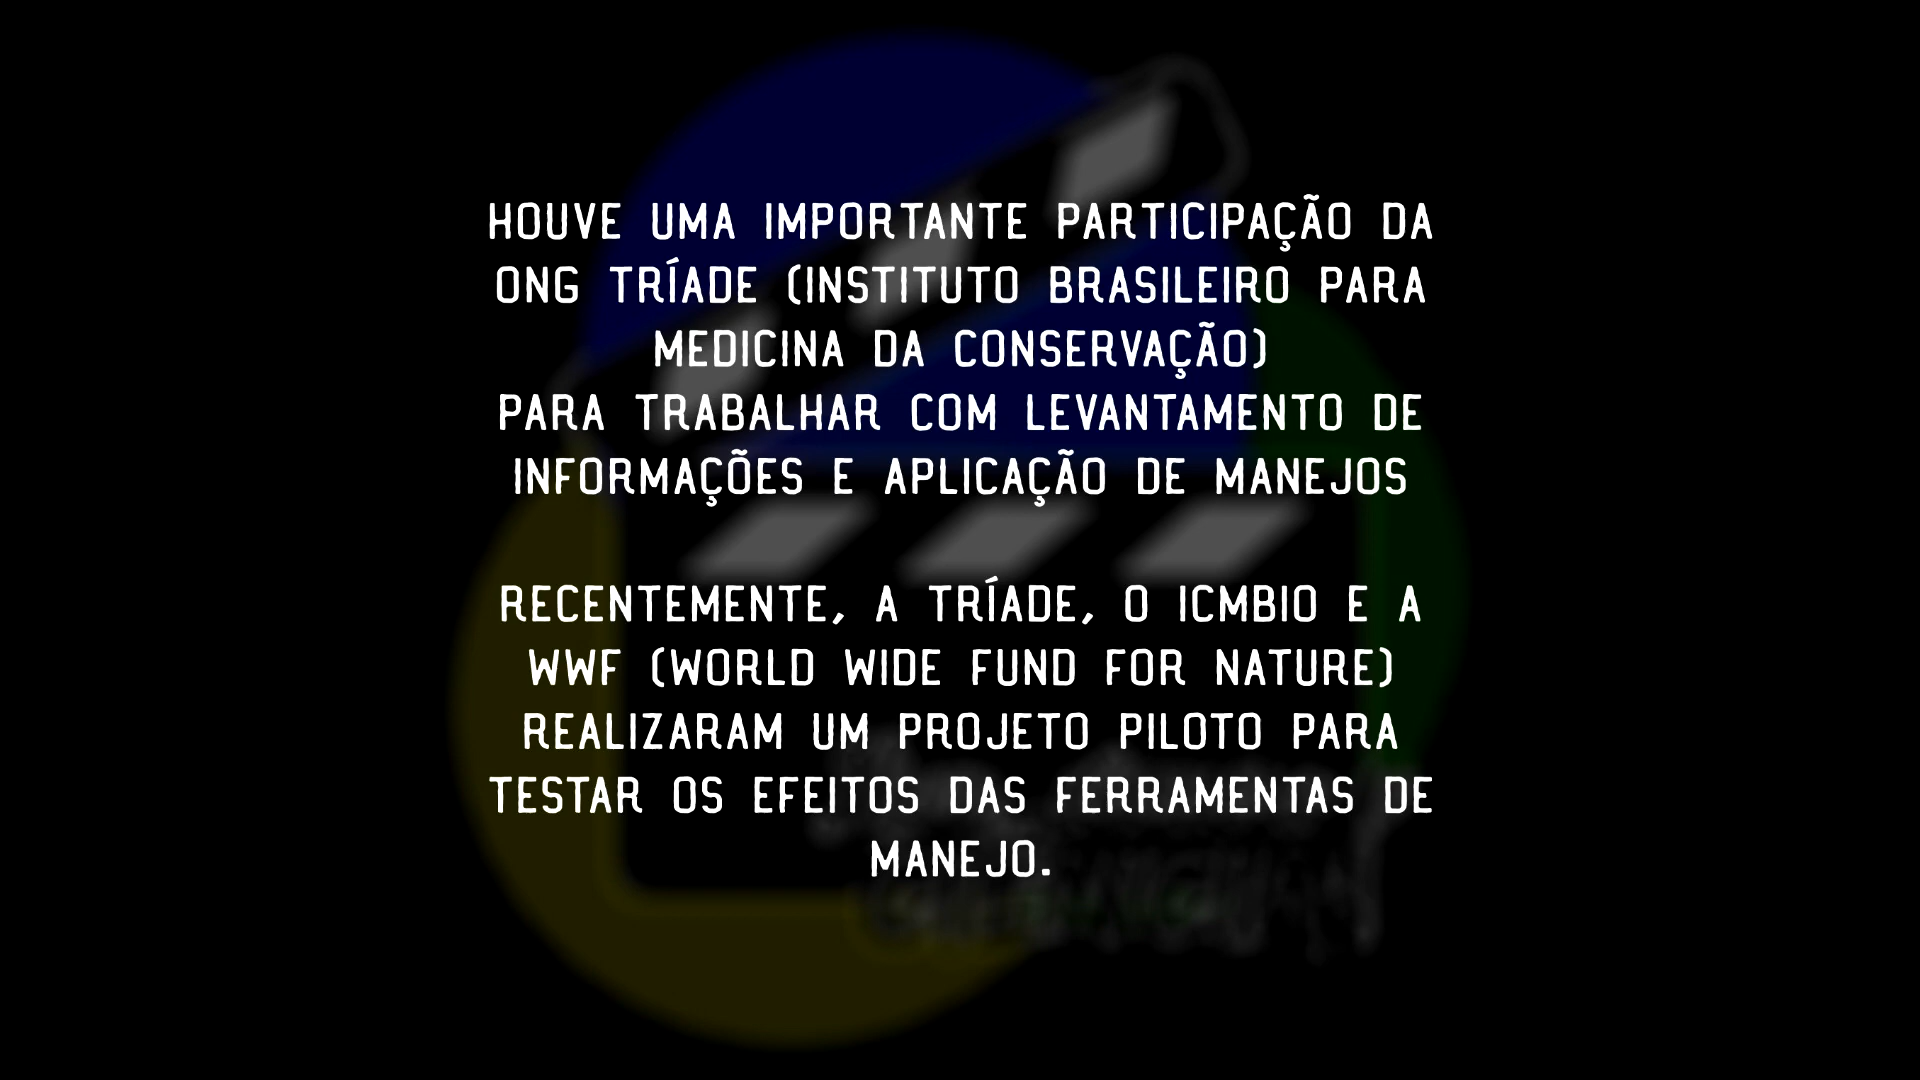 HOUVE UMA IMPORTANTE PARTICIPAÇÃO DA
ONG TRÍADE (INSTITUTO BRASILEIRO PARA
MEDICINA DA CONSERVAÇÃO)
PARA TRABALHAR COM LEVANTAMENTO DE
INFORMAÇÕES E APLICAÇÃO DE MANEJOS
RECENTEMENTE, A TRÍADE, O ICMBIO E A
WWF (WORLD WIDE FUND FOR NATURE)
REALIZARAM UM PROJETO PILOTO PARA
TESTAR OS EFEITOS DAS FERRAMENTAS DE
MANEJO.